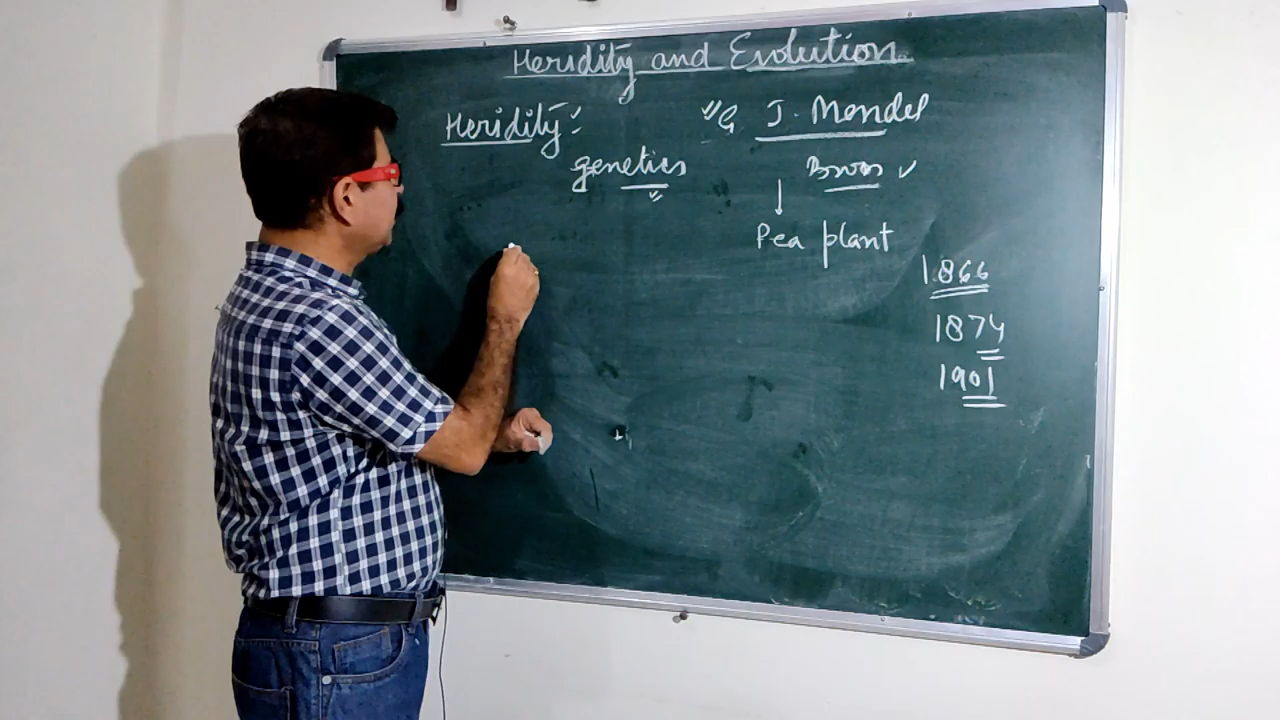 Heridity and Evolution
Heridity:
genetics
G J. Mendel
Pea plant
1866
1874
1901